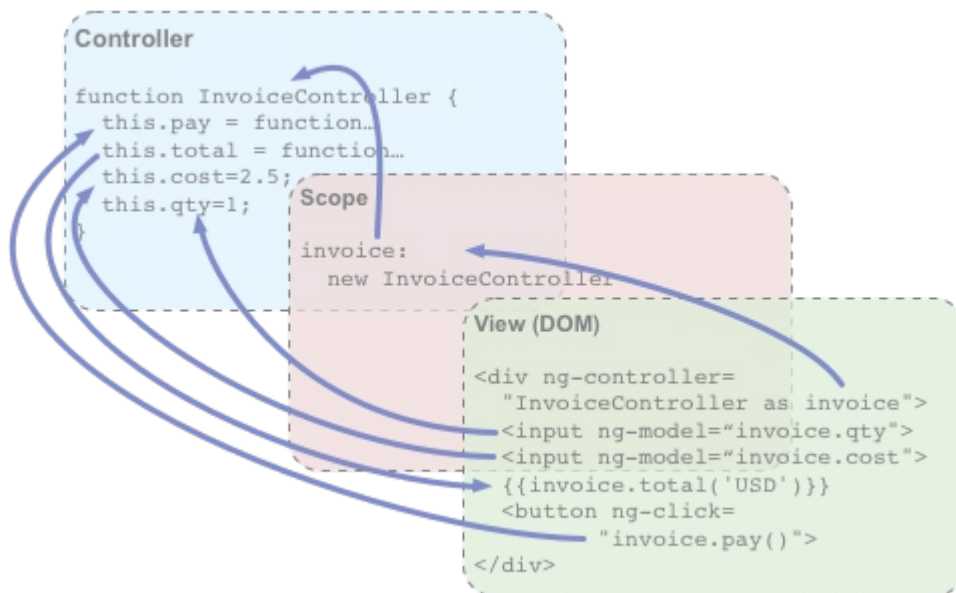 Controller
function InvoiceController {
this.pay = function…
this.total = function…
this.cost=2.5;
this.qty=1;
}
Scope
invoice:
new InvoiceController
View (DOM)
<div ng-controller=
"InvoiceController as invoice">
<input ng-model=“invoice.qty">
<input ng-model=“invoice.cost">
{{invoice.total('USD')}}
<button ng-click=
"invoice.pay()">
</div>